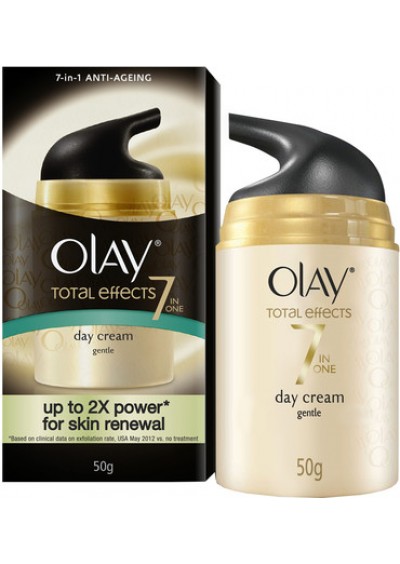 7-in-1 ANTI-AGEING
OLAY®
TOTAL effects 7 IN ONE
day cream
gentle
up to 2X power*
for skin renewal
*Based on clinical data on exfoliation rate, USA May 2012 vs. no treatment
50g
OLAY®
TOTAL effects
7 IN ONE
day cream
gentle
50g